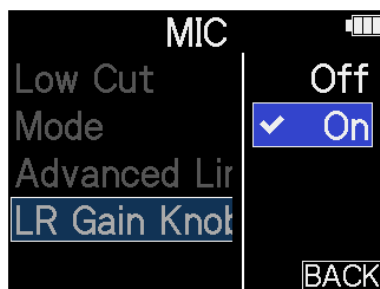 MIC
Low Cut
Mode
Advanced Lir
LR Gain Knob
Off
On
BACK